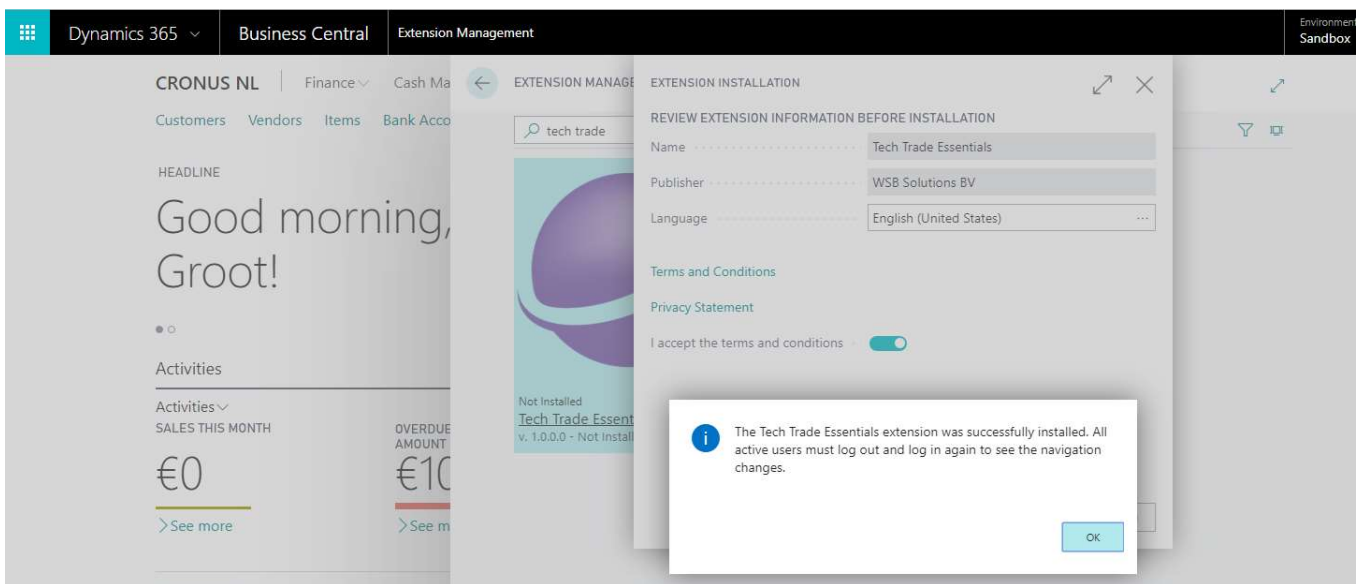 Dynamics 365
Business Central
Extension Management
Environment
Sandbox
CRONUS NL
Finance
Cash Ma
Customers
Vendors
Items
Bank Acco
HEADLINE
Good morning,
Groot!
Activities
Activities
SALES THIS MONTH
€0
See more
OVERDUE
AMOUNT
€10
See m
EXTENSION MANAGE
tech trade
Not Installed
Tech Trade Essent
v. 1.0.0.0 - Not Install
EXTENSION INSTALLATION
REVIEW EXTENSION INFORMATION BEFORE INSTALLATION
Name
Tech Trade Essentials
Publisher
WSB Solutions BV
Language
English (United States)
...
Terms and Conditions
Privacy Statement
I accept the terms and conditions
The Tech Trade Essentials extension was successfully installed. All
active users must log out and log in again to see the navigation
changes.
OK